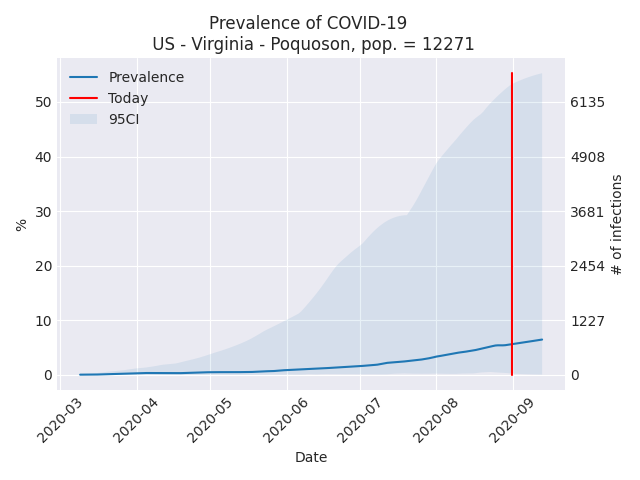 Prevalence of COVID-19
US - Virginia - Poquoson, pop. = 12271
Prevalence
Today
95CI
%
50
40
30
20
10
0
6135
4908
3681
2454
1227
0
# of infections
2020-03
2020-04
2020-05
2020-06
2020-07
2020-08
2020-09
Date